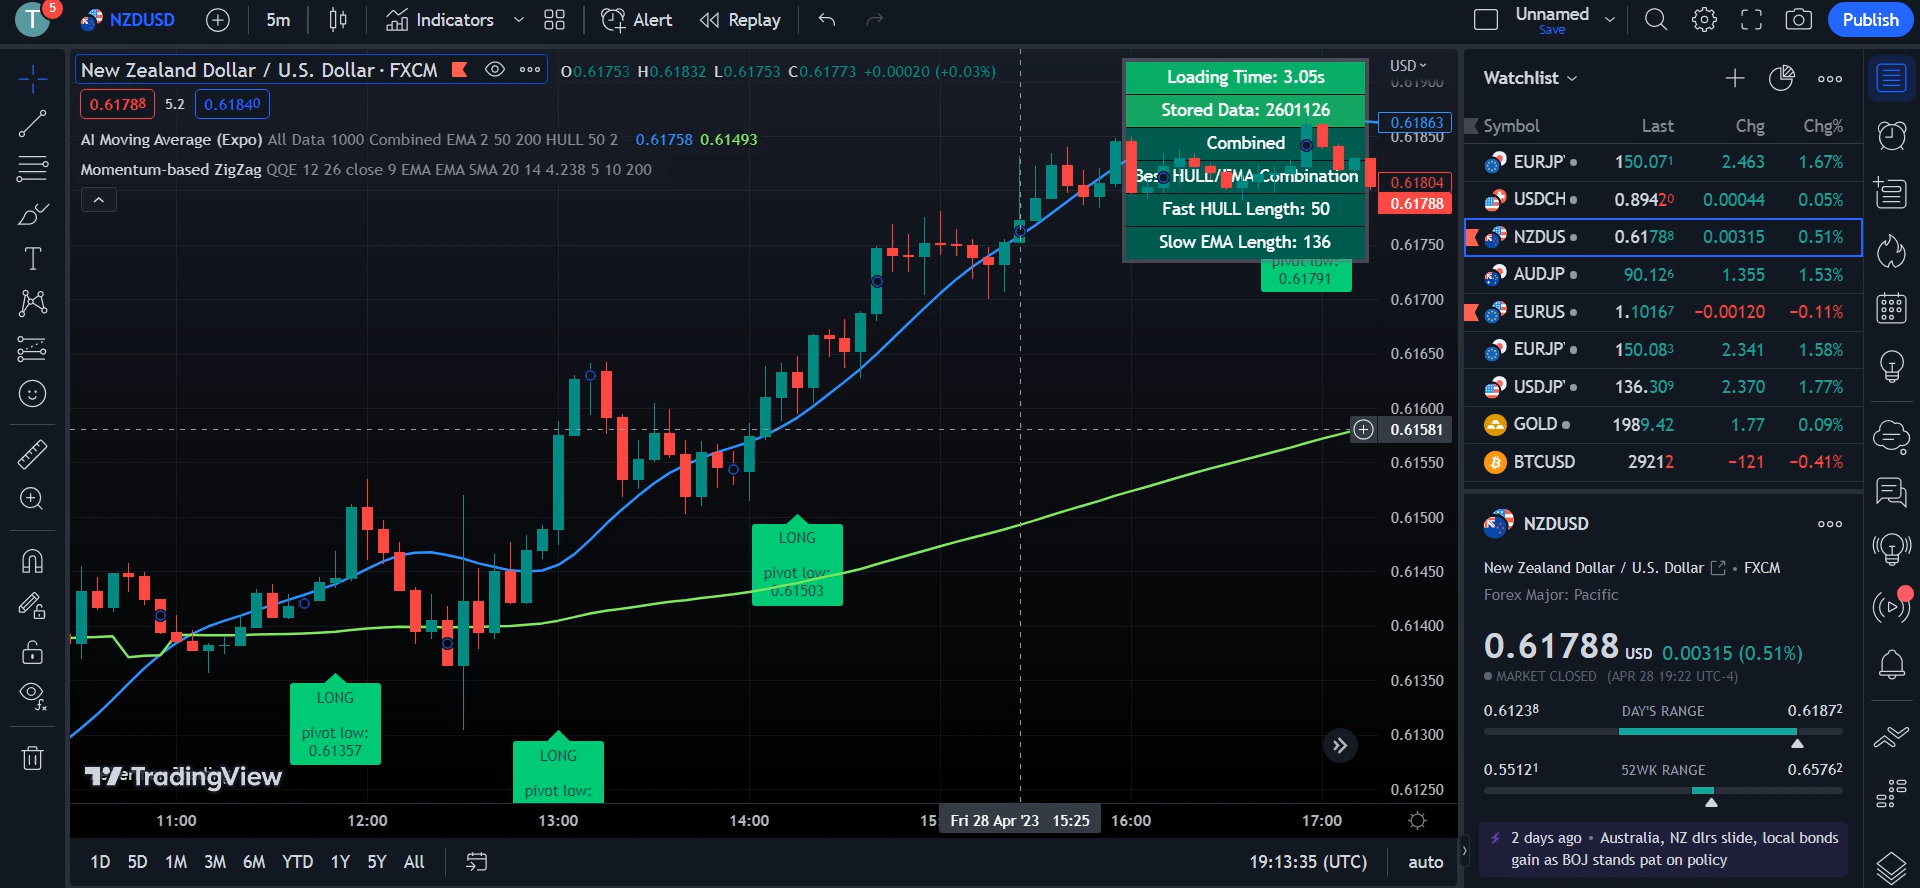 T 5 NZDUSD 5m Indicators Alert Replay Unnamed Save Publish
New Zealand Dollar / U.S. Dollar · FXCM O0.61753 H0.61832 L0.61753 C0.61773 +0.00020 (+0.03%)
0.61788 5.2 0.61840
AI Moving Average (Expo) All Data 1000 Combined EMA 2 50 200 HULL 50 2 0.61758 0.61493
Momentum-based ZigZag QQE 12 26 close 9 EMA EMA SMA 20 14 4.238 5 10 200
Loading Time: 3.05s
Stored Data: 2601126
Combined
Best HULL/EMA Combination
Fast HULL Length: 50
Slow EMA Length: 136
pivot low:
0.61791
LONG
pivot low:
0.61503
LONG
pivot low:
0.61357
LONG
pivot low:
TradingView
USD
0.61900
0.61863
0.61850
0.61804
0.61788
0.61750
0.61700
0.61650
0.61600
0.61581
0.61550
0.61500
0.61450
0.61400
0.61350
0.61300
0.61250
11:00 12:00 13:00 14:00 15: Fri 28 Apr '23 15:25 16:00 17:00
1D 5D 1M 3M 6M YTD 1Y 5Y All 19:13:35 (UTC) auto
Watchlist
Symbol Last Chg Chg%
EURJP 150.071 2.463 1.67%
USDCH 0.89420 0.00044 0.05%
NZDUS 0.61788 0.00315 0.51%
AUDJP 90.126 1.355 1.53%
EURUS 1.10167 −0.00120 −0.11%
EURJP 150.083 2.341 1.58%
USDJP 136.309 2.370 1.77%
GOLD 1989.42 1.77 0.09%
BTCUSD 29212 −121 −0.41%
NZDUSD
New Zealand Dollar / U.S. Dollar • FXCM
Forex Major: Pacific
0.61788 USD 0.00315 (0.51%)
MARKET CLOSED (APR 28 19:22 UTC-4)
0.61238 DAY'S RANGE 0.61872
0.55121 52WK RANGE 0.65762
2 days ago • Australia, NZ dlrs slide, local bonds
gain as BOJ stands pat on policy